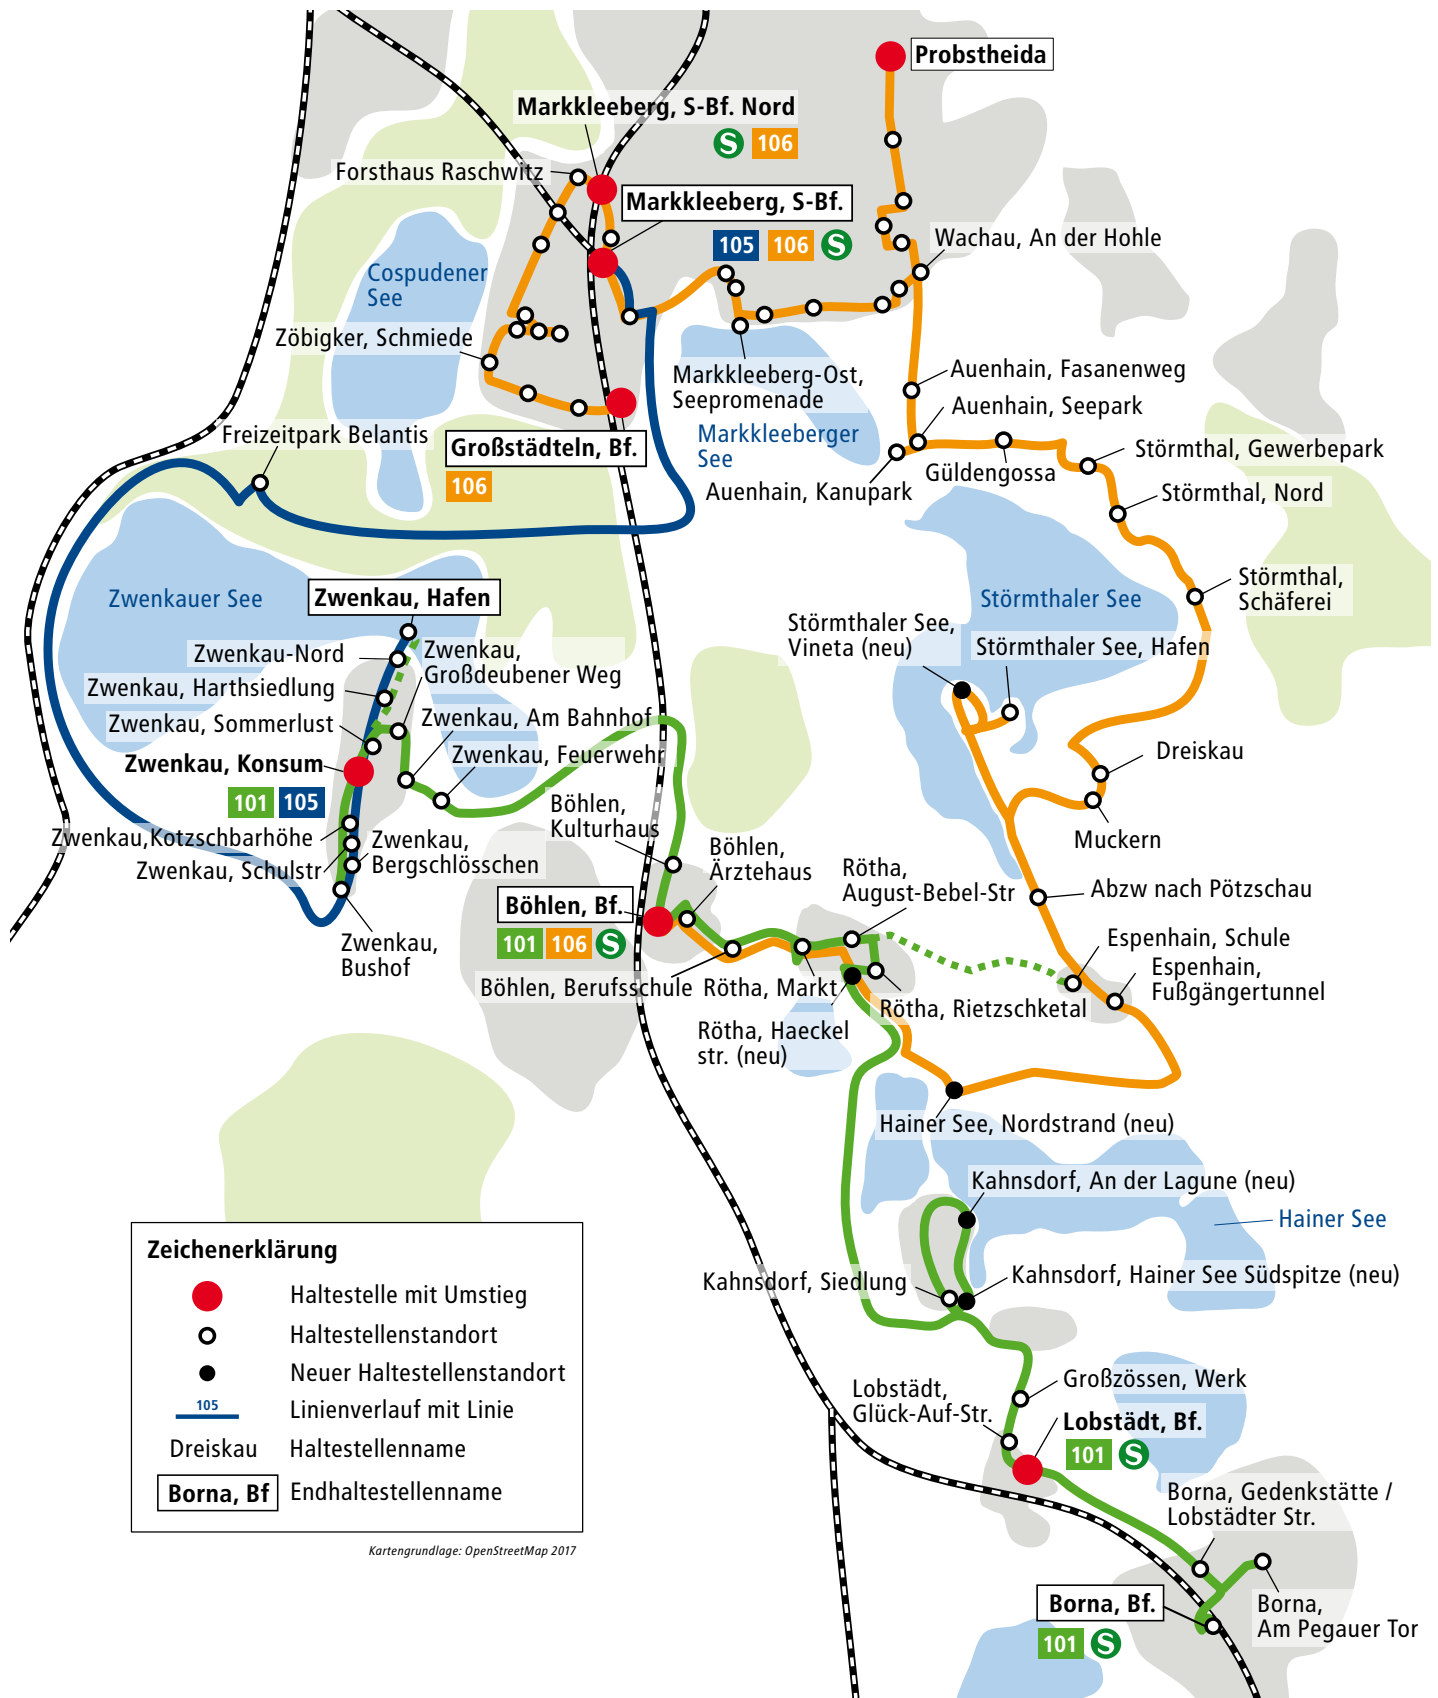 Probstheida
Markkleeberg, S-Bf. Nord
S 106
Forsthaus Raschwitz
Markkleeberg, S-Bf.
105 106 S
Wachau, An der Hohle
Cospudener
See
Zöbigker, Schmiede
Markkleeberg-Ost,
Seepromenade
Auenhain, Fasanenweg
Auenhain, Seepark
Freizeitpark Belantis
Großstädteln, Bf.
106
Markkleeberger
See
Auenhain, Kanupark
Güldengossa
Störmthal, Gewerbepark
Störmthal, Nord
Störmthal,
Schäferei
Zwenkauer See
Zwenkau, Hafen
Störmthaler See
Störmthaler See,
Vineta (neu)
Störmthaler See, Hafen
Zwenkau-Nord
Zwenkau,
Großdeubener Weg
Zwenkau, Harthsiedlung
Zwenkau, Sommerlust
Zwenkau, Am Bahnhof
Zwenkau, Feuerwehr
Zwenkau, Konsum
101 105
Dreiskau
Muckern
Böhlen,
Kulturhaus
Zwenkau,Kotzschbarhöhe
Zwenkau, Schulstr
Zwenkau,
Bergschlösschen
Böhlen,
Ärztehaus
Rötha,
August-Bebel-Str
Abzw nach Pötzschau
Böhlen, Bf.
101 106 S
Zwenkau,
Bushof
Espenhain, Schule
Espenhain,
Fußgängertunnel
Böhlen, Berufsschule
Rötha, Markt
Rötha, Rietzschketal
Rötha, Haeckel
str. (neu)
Hainer See, Nordstrand (neu)
Kahnsdorf, An der Lagune (neu)
Hainer See
Kahnsdorf, Siedlung
Kahnsdorf, Hainer See Südspitze (neu)
Zeichenerklärung
Haltestelle mit Umstieg
Haltestellenstandort
Neuer Haltestellenstandort
105 Linienverlauf mit Linie
Dreiskau Haltestellenname
Borna, Bf Endhaltestellenname
Kartengrundlage: OpenStreetMap 2017
Großzössen, Werk
Lobstädt,
Glück-Auf-Str.
Lobstädt, Bf.
101 S
Borna, Gedenkstätte /
Lobstädter Str.
Borna, Bf.
101 S
Borna,
Am Pegauer Tor